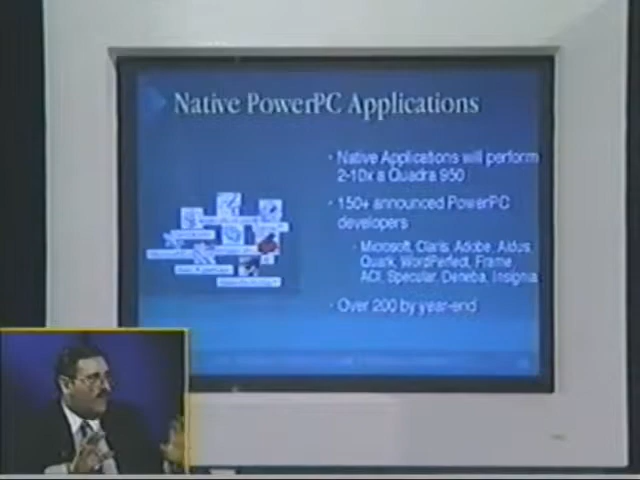 Native PowerPC Applications
• Native Applications will perform
2-10x a Quadra 950
• 150+ announced PowerPC
developers
• Microsoft, Claris, Adobe, Aldus,
Quark, WordPerfect, Frame,
ACI, Specular, Deneba, Insignia
• Over 200 by year-end